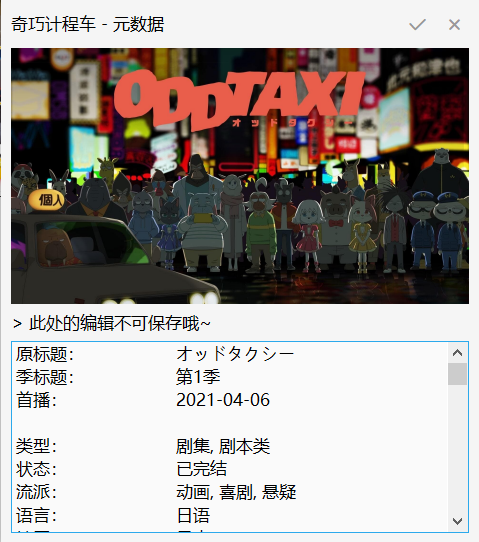 奇巧计程车 - 元数据
ODDTAXI
オッドタクシー
個人
> 此处的编辑不可保存哦~
原标题: オッドタクシー
季标题: 第1季
首播: 2021-04-06
类型: 剧集, 剧本类
状态: 已完结
流派: 动画, 喜剧, 悬疑
语言: 日语